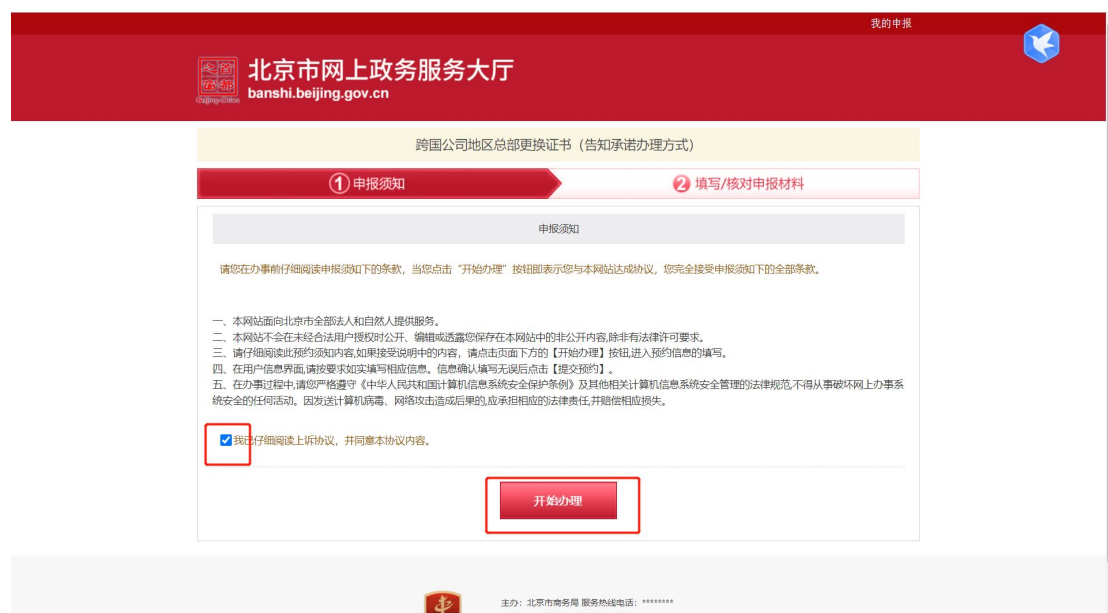 我的申报
北京市网上政务服务大厅
banshi.beijing.gov.cn
Beijing-China
跨国公司地区总部更换证书（告知承诺办理方式）
1 申报须知
2 填写/核对申报材料
申报须知
请您在办事前仔细阅读申报须知下的条款，当您点击“开始办理”按钮即表示您与本网站达成协议，您完全接受申报须知下的全部条款。
一、本网站面向北京市全部法人和自然人提供服务。
二、本网站不会在未经合法用户授权时公开、编辑或透露您保存在本网站中的非公开内容,除非有法律许可要求。
三、请仔细阅读此预约须知内容,如果接受说明中的内容，请点击页面下方的【开始办理】按钮,进入预约信息的填写。
四、在用户信息界面,请按要求如实填写相应信息。信息确认填写无误后点击【提交预约】。
五、在办事过程中,请您严格遵守《中华人民共和国计算机信息系统安全保护条例》及其他相关计算机信息系统安全管理的法律规范,不得从事破坏网上办事系
统安全的任何活动。因发送计算机病毒、网络攻击造成后果的,应承担相应的法律责任,并赔偿相应损失。
我已仔细阅读上诉协议，并同意本协议内容。
开始办理
主办：北京市商务局 服务热线电话：********